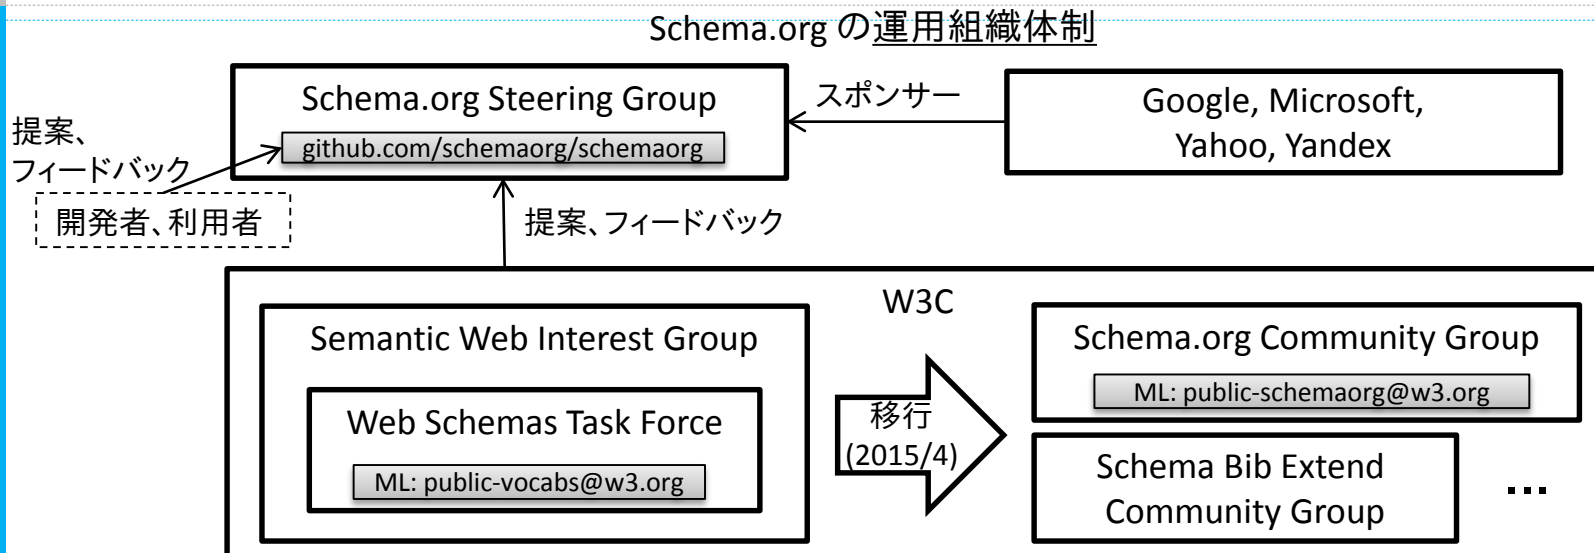 Schema.org の運用組織体制
Schema.org Steering Group
github.com/schemaorg/schemaorg
スポンサー
Google, Microsoft,
Yahoo, Yandex
提案、
フィードバック
開発者、利用者
提案、フィードバック
W3C
Semantic Web Interest Group
Web Schemas Task Force
ML: public-vocabs@w3.org
移行
(2015/4)
Schema.org Community Group
ML: public-schemaorg@w3.org
Schema Bib Extend
Community Group
...